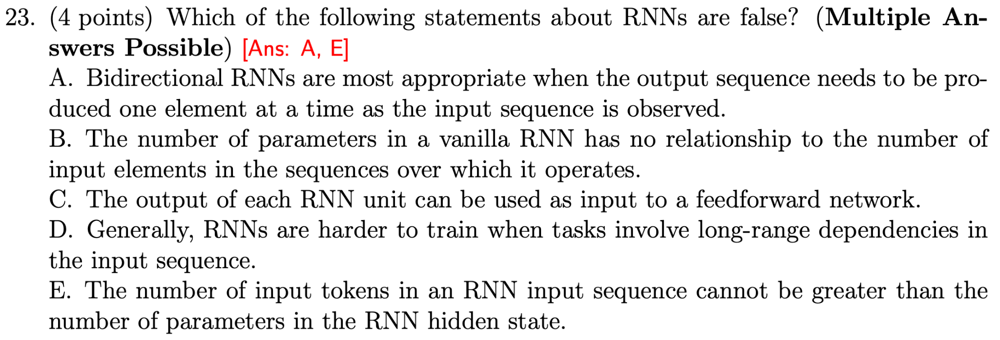 23. (4 points) Which of the following statements about RNNs are false? (Multiple An-
swers Possible) [Ans: A, E]
A. Bidirectional RNNs are most appropriate when the output sequence needs to be pro-
duced one element at a time as the input sequence is observed.
B. The number of parameters in a vanilla RNN has no relationship to the number of
input elements in the sequences over which it operates.
C. The output of each RNN unit can be used as input to a feedforward network.
D. Generally, RNNs are harder to train when tasks involve long-range dependencies in
the input sequence.
E. The number of input tokens in an RNN input sequence cannot be greater than the
number of parameters in the RNN hidden state.